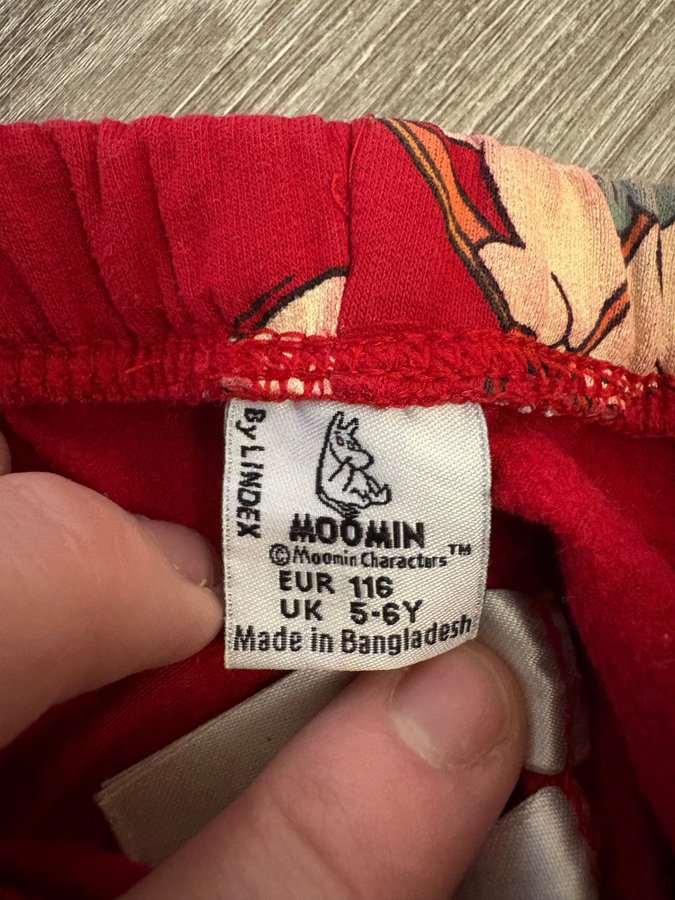 By LINDEX
MOOMIN
©Moomin Characters™
EUR 116
UK 5-6Y
Made in Bangladesh